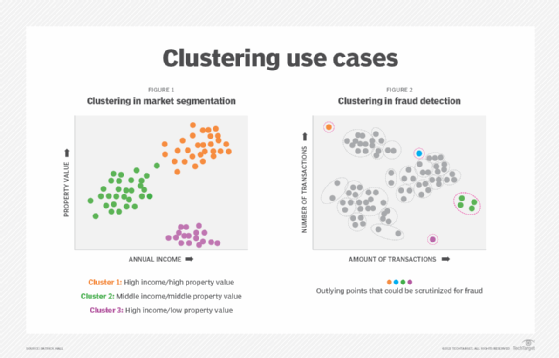 Clustering use cases
FIGURE 1
Clustering in market segmentation
PROPERTY VALUE
ANNUAL INCOME
Cluster 1: High income/high property value
Cluster 2: Middle income/middle property value
Cluster 3: High income/low property value
FIGURE 2
Clustering in fraud detection
NUMBER OF TRANSACTIONS
AMOUNT OF TRANSACTIONS
Outlying points that could be scrutinized for fraud
TechTarget